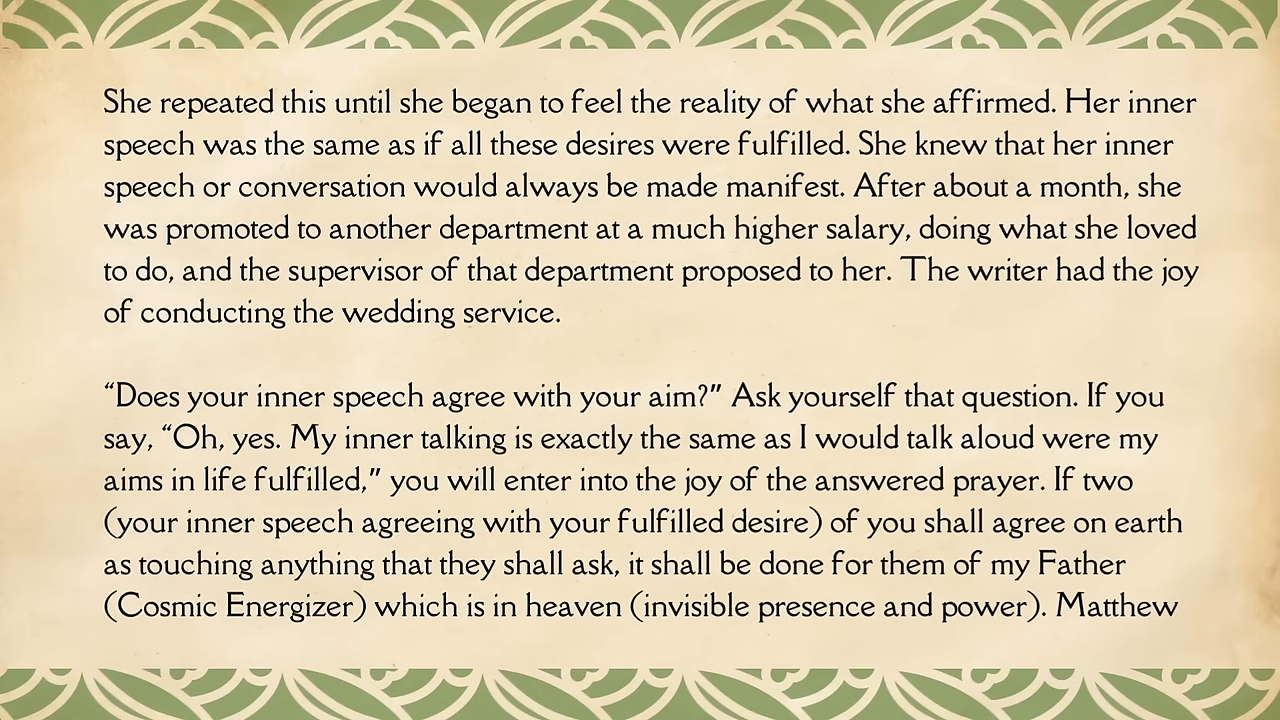 She repeated this until she began to feel the reality of what she affirmed. Her inner
speech was the same as if all these desires were fulfilled. She knew that her inner
speech or conversation would always be made manifest. After about a month, she
was promoted to another department at a much higher salary, doing what she loved
to do, and the supervisor of that department proposed to her. The writer had the joy
of conducting the wedding service.
“Does your inner speech agree with your aim?” Ask yourself that question. If you
say, “Oh, yes. My inner talking is exactly the same as I would talk aloud were my
aims in life fulfilled,” you will enter into the joy of the answered prayer. If two
(your inner speech agreeing with your fulfilled desire) of you shall agree on earth
as touching anything that they shall ask, it shall be done for them of my Father
(Cosmic Energizer) which is in heaven (invisible presence and power). Matthew